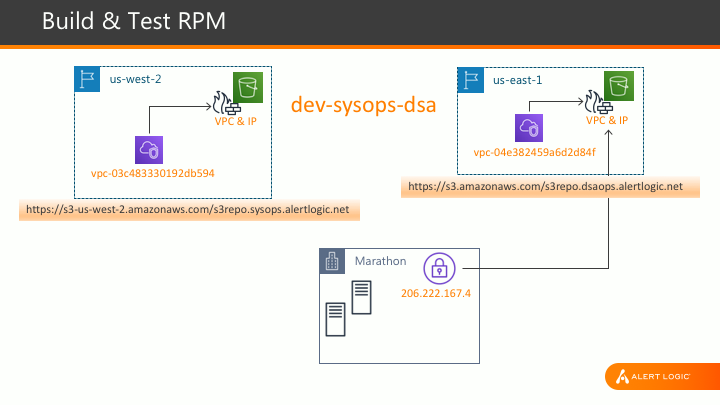 Build & Test RPM
us-west-2
VPC & IP
vpc-03c483330192db594
https://s3-us-west-2.amazonaws.com/s3repo.sysops.alertlogic.net
dev-sysops-dsa
us-east-1
VPC & IP
vpc-04e382459a6d2d84f
https://s3.amazonaws.com/s3repo.dsaops.alertlogic.net
Marathon
206.222.167.4
ALERT LOGIC